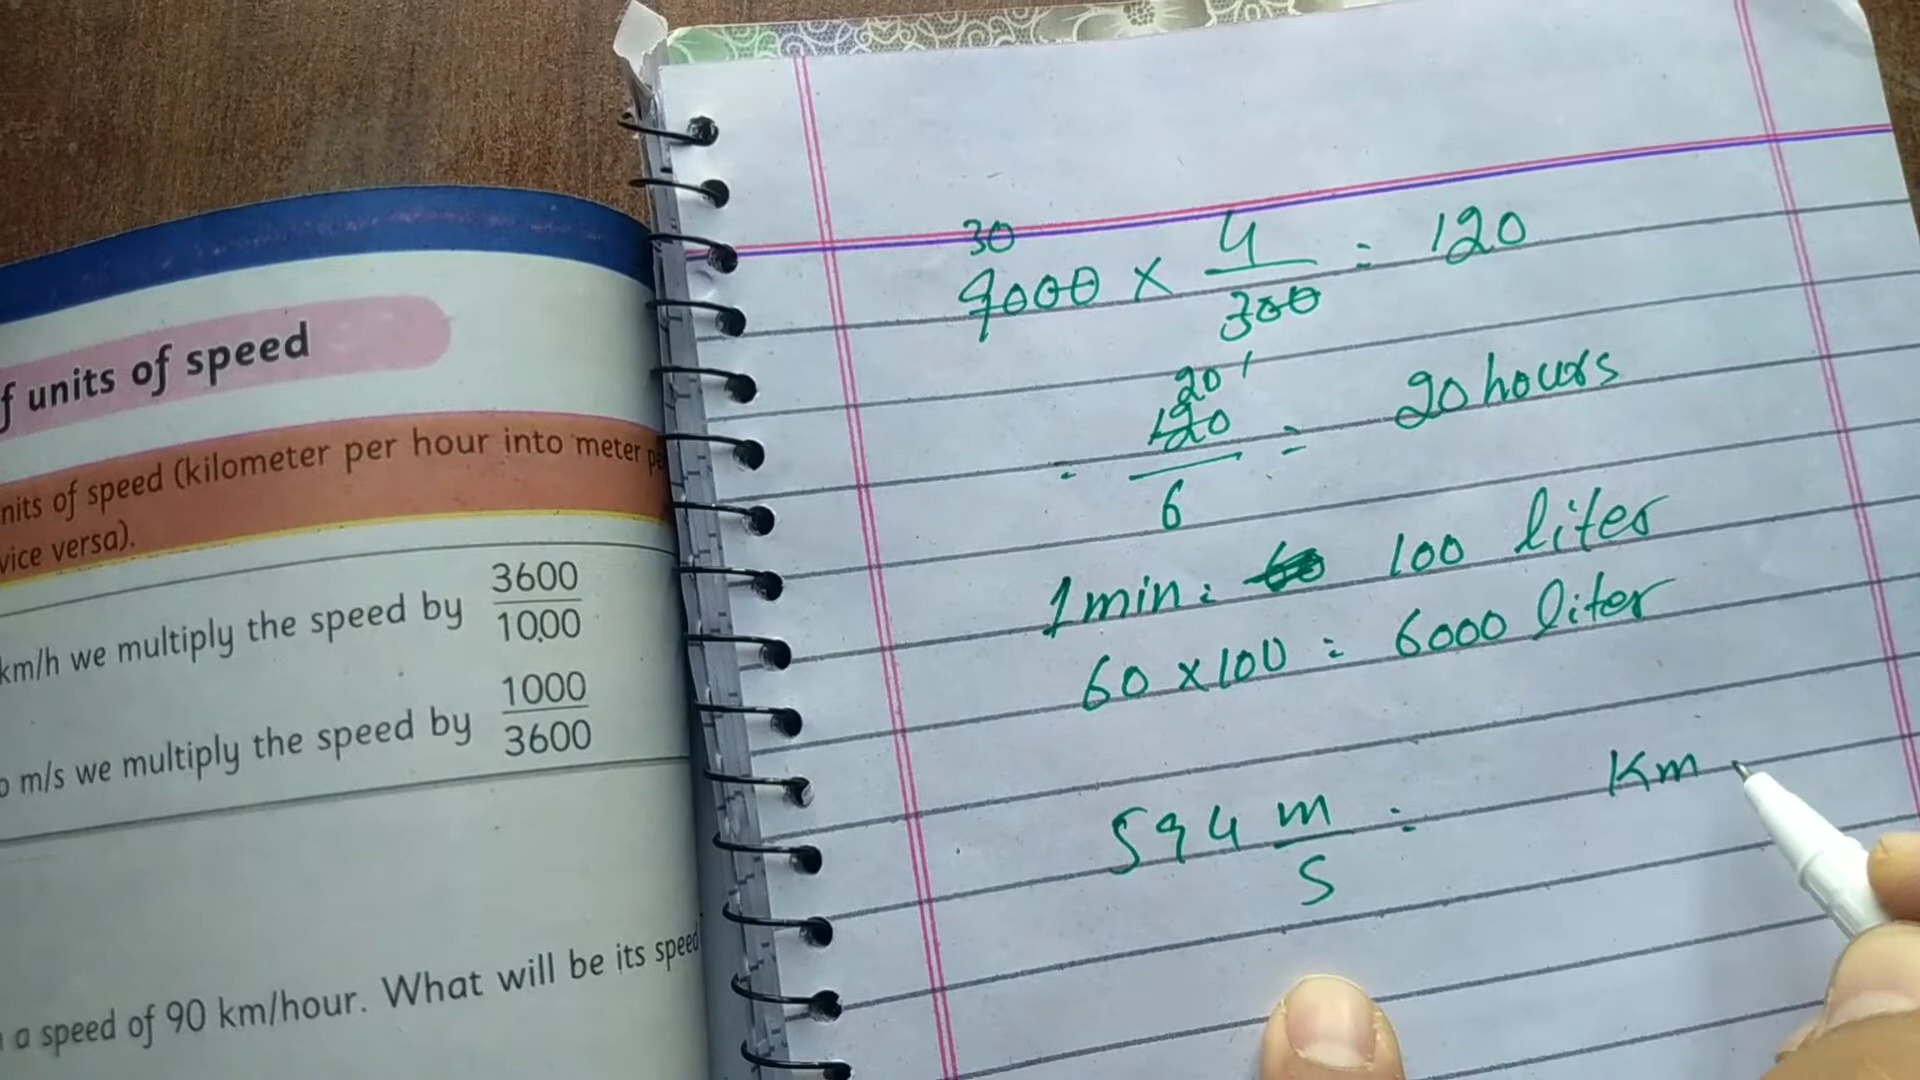 f units of speed
nits of speed (kilometer per hour into meter pe
vice versa).
km/h we multiply the speed by 3600/1000
o m/s we multiply the speed by 1000/3600
a speed of 90 km/hour. What will be its speed
30
9000 × 4/300 = 120
20 1
= 120/6 = 20 hours
1 min = 100 liter
60 × 100 = 6000 liter
594 m/s = Km